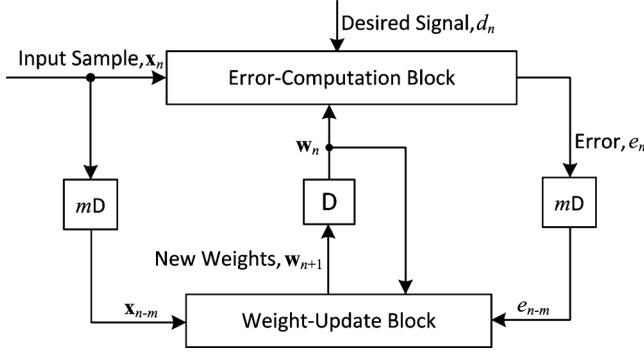 Desired Signal, dₙ
Input Sample, xₙ
Error-Computation Block
wₙ
Error, eₙ
mD
D
mD
New Weights, wₙ₊₁
xₙ₋ₘ
Weight-Update Block
eₙ₋ₘ